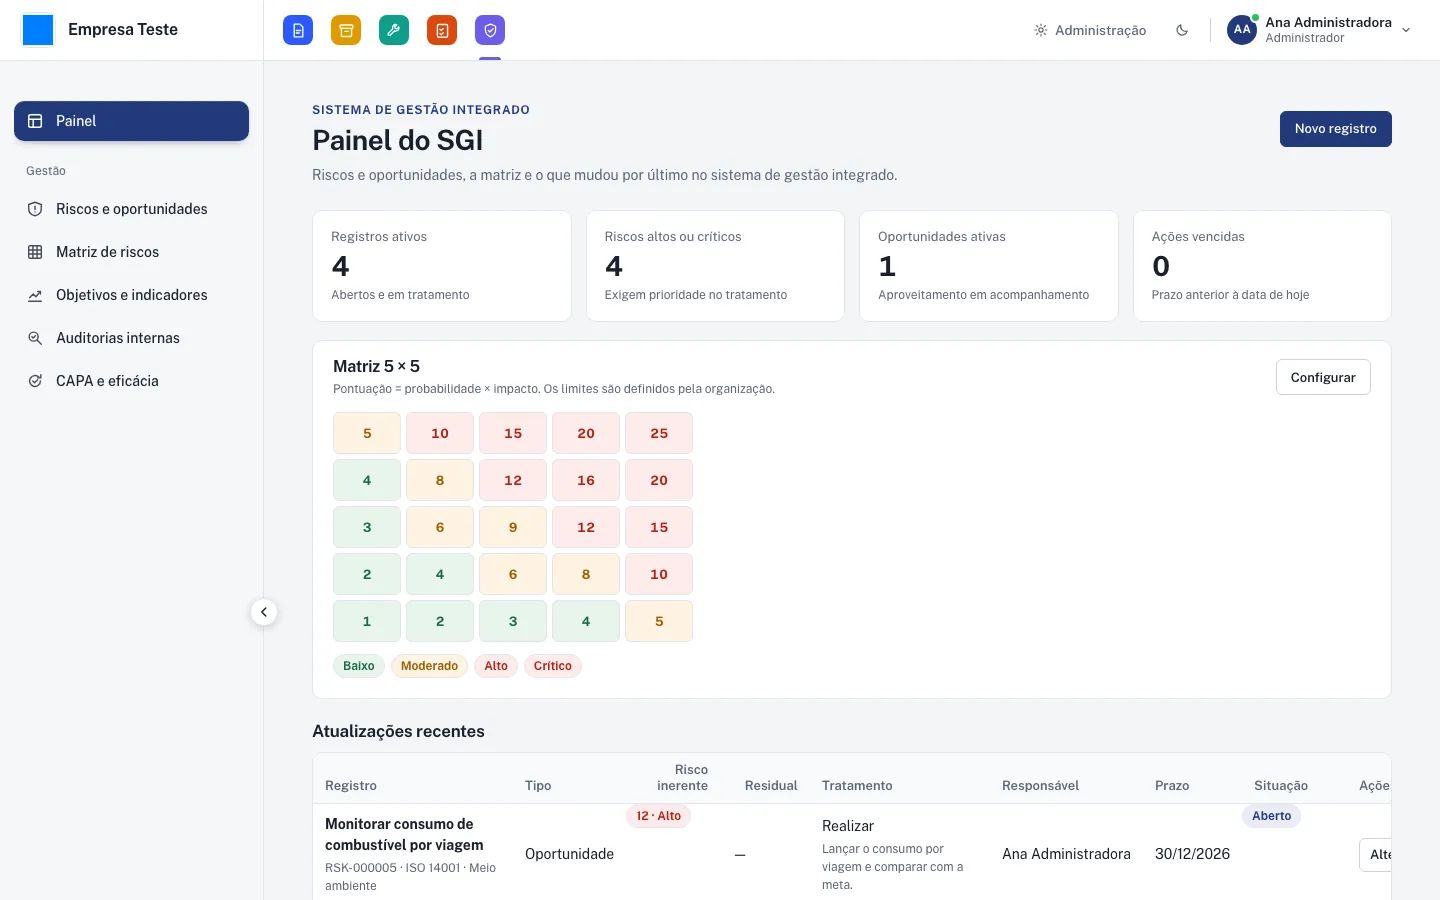 Empresa Teste
Administração
AA
Ana Administradora
Administrador
Painel
Gestão
Riscos e oportunidades
Matriz de riscos
Objetivos e indicadores
Auditorias internas
CAPA e eficácia
SISTEMA DE GESTÃO INTEGRADO
Painel do SGI
Riscos e oportunidades, a matriz e o que mudou por último no sistema de gestão integrado.
Novo registro
Registros ativos
4
Abertos e em tratamento
Riscos altos ou críticos
4
Exigem prioridade no tratamento
Oportunidades ativas
1
Aproveitamento em acompanhamento
Ações vencidas
0
Prazo anterior à data de hoje
Matriz 5 × 5
Pontuação = probabilidade × impacto. Os limites são definidos pela organização.
Configurar
5 10 15 20 25
4 8 12 16 20
3 6 9 12 15
2 4 6 8 10
1 2 3 4 5
Baixo Moderado Alto Crítico
Atualizações recentes
Registro Tipo Risco inerente Residual Tratamento Responsável Prazo Situação Açõe
Monitorar consumo de
combustível por viagem
RSK-000005 · ISO 14001 · Meio
ambiente
Oportunidade
12 · Alto
—
Realizar
Lançar o consumo por
viagem e comparar com a
meta.
Ana Administradora
30/12/2026
Aberto
Alte